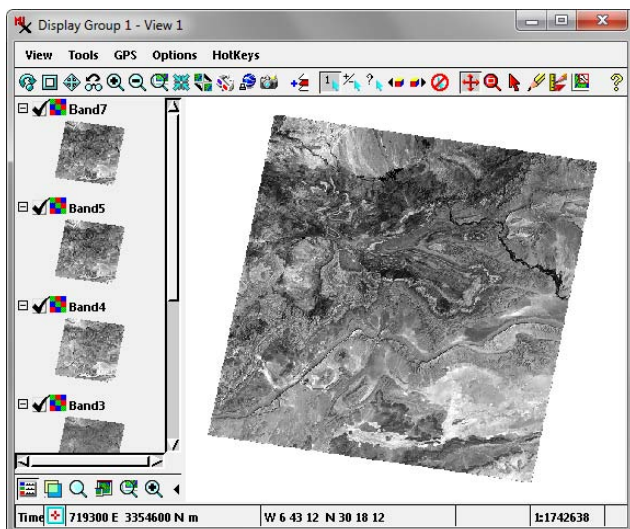 Display Group 1 - View 1
View Tools GPS Options HotKeys
Band7
Band5
Band4
Band3
Time 719300 E 3354600 N m W 6 43 12 N 30 18 12 1:1742638